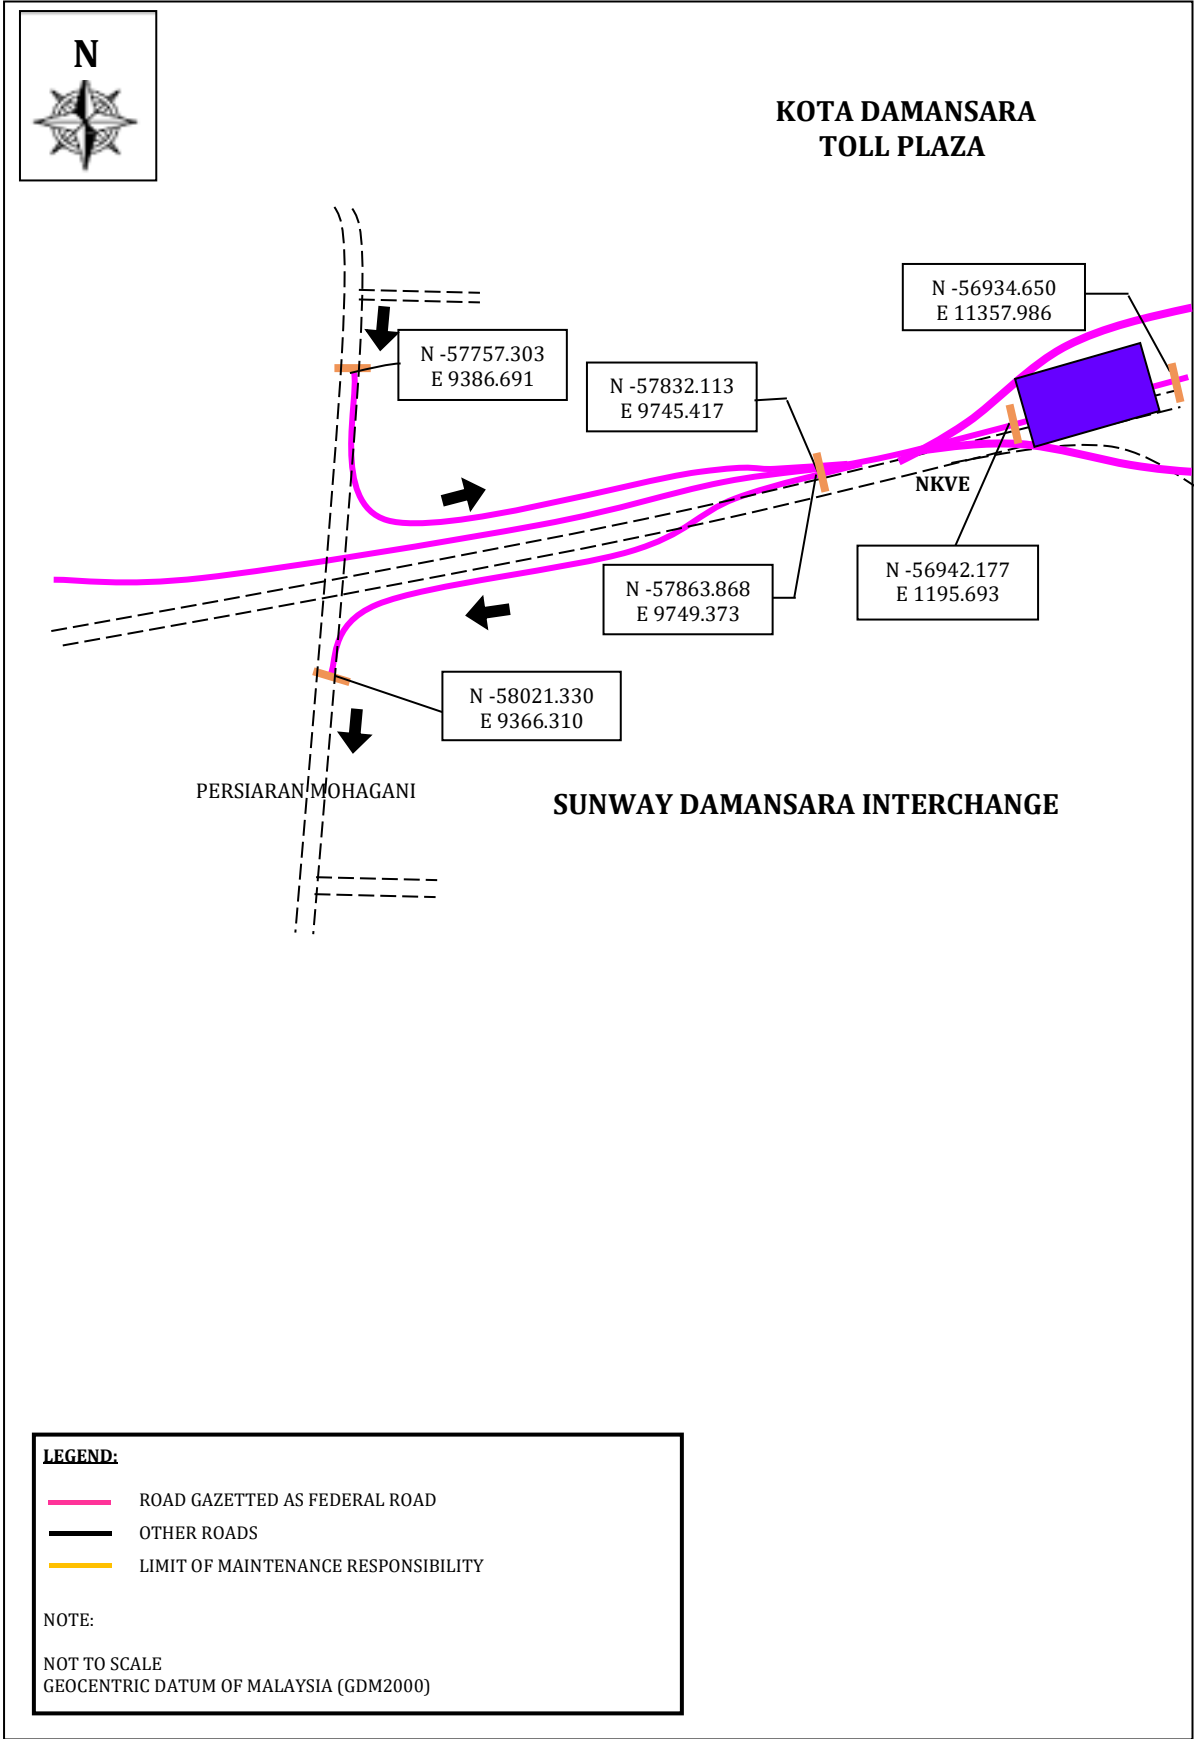 N
KOTA DAMANSARA
TOLL PLAZA
N -56934.650
E 11357.986
N -57757.303
E 9386.691
N -57832.113
E 9745.417
NKVE
N -56942.177
E 1195.693
N -57863.868
E 9749.373
N -58021.330
E 9366.310
PERSIARAN MOHAGANI
SUNWAY DAMANSARA INTERCHANGE
LEGEND:
ROAD GAZETTED AS FEDERAL ROAD
OTHER ROADS
LIMIT OF MAINTENANCE RESPONSIBILITY
NOTE:
NOT TO SCALE
GEOCENTRIC DATUM OF MALAYSIA (GDM2000)